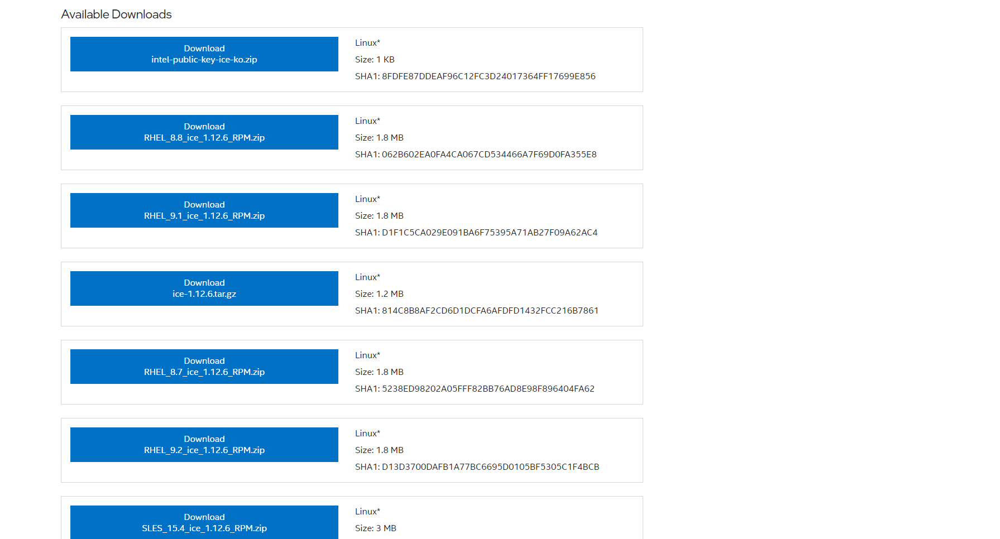 Available Downloads
Download
intel-public-key-ice-ko.zip
Linux*
Size: 1 KB
SHA1: 8FDFE87DDEAF96C12FC3D24017364FF17699E856
Download
RHEL_8.8_ice_1.12.6_RPM.zip
Linux*
Size: 1.8 MB
SHA1: 062B602EA0FA4CA067CD534466A7F69D0FA355E8
Download
RHEL_9.1_ice_1.12.6_RPM.zip
Linux*
Size: 1.8 MB
SHA1: D1F1C5CA029E091BA6F75395A71AB27F09A62AC4
Download
ice-1.12.6.tar.gz
Linux*
Size: 1.2 MB
SHA1: 814C8B8AF2CD6D1DCFA6AFDFD1432FCC216B7861
Download
RHEL_8.7_ice_1.12.6_RPM.zip
Linux*
Size: 1.8 MB
SHA1: 5238ED98202A05FFF82BB76AD8E98F896404FA62
Download
RHEL_9.2_ice_1.12.6_RPM.zip
Linux*
Size: 1.8 MB
SHA1: D13D3700DAFB1A77BC6695D0105BF5305C1F4BCB
Download
SLES_15.4_ice_1.12.6_RPM.zip
Linux*
Size: 3 MB